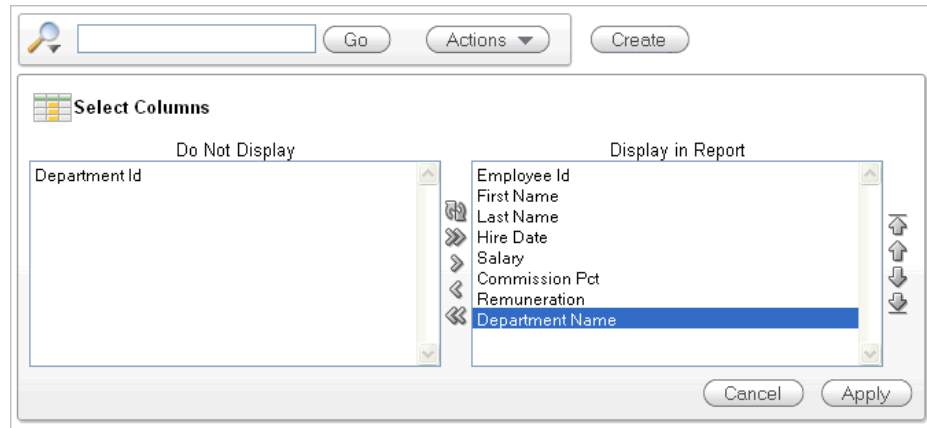 Go
Actions
Create
Select Columns
Do Not Display
Display in Report
Department Id
Employee Id
First Name
Last Name
Hire Date
Salary
Commission Pct
Remuneration
Department Name
Cancel
Apply